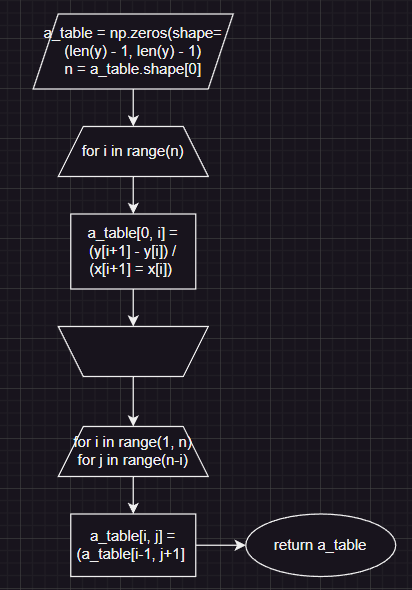 a_table = np.zeros(shape=
(len(y) - 1, len(y) - 1)
n = a_table.shape[0]
for i in range(n)
a_table[0, i] =
(y[i+1] - y[i]) /
(x[i+1] = x[i])
for i in range(1, n)
for j in range(n-i)
a_table[i, j] =
(a_table[i-1, j+1]
return a_table